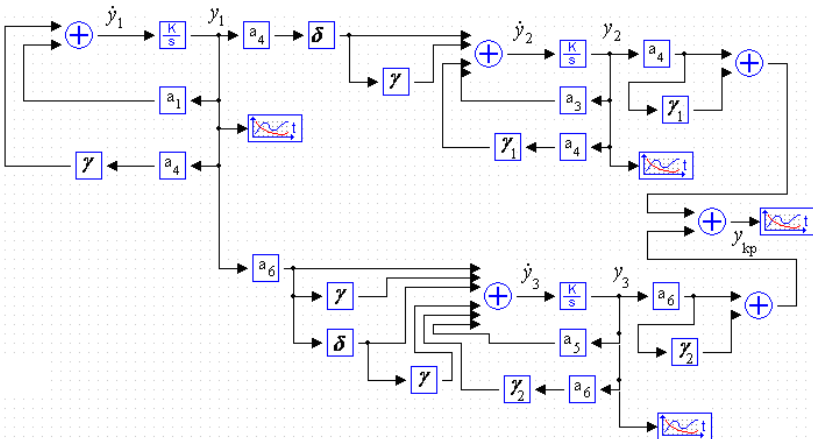 ẏ1 K/s y1 a4 δ ẏ2 K/s y2 a4
γ γ1
a1 a3
t
γ a4 γ1 a4 t
t
ykp
a6 ẏ3 K/s y3 a6
γ
δ a5 γ2
γ γ2 a6
t